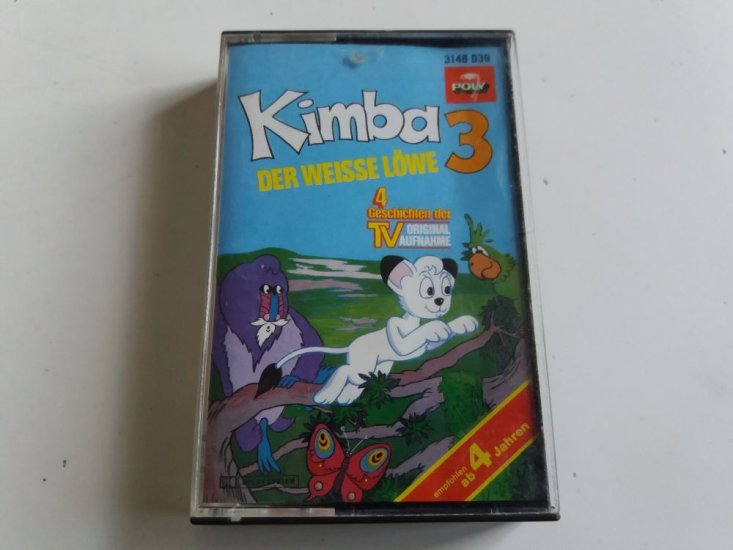 3148 039
POLY
Kimba 3
DER WEISSE LÖWE
4
Geschichten der
TV ORIGINAL
AUFNAHME
empfohlen
ab 4 Jahren